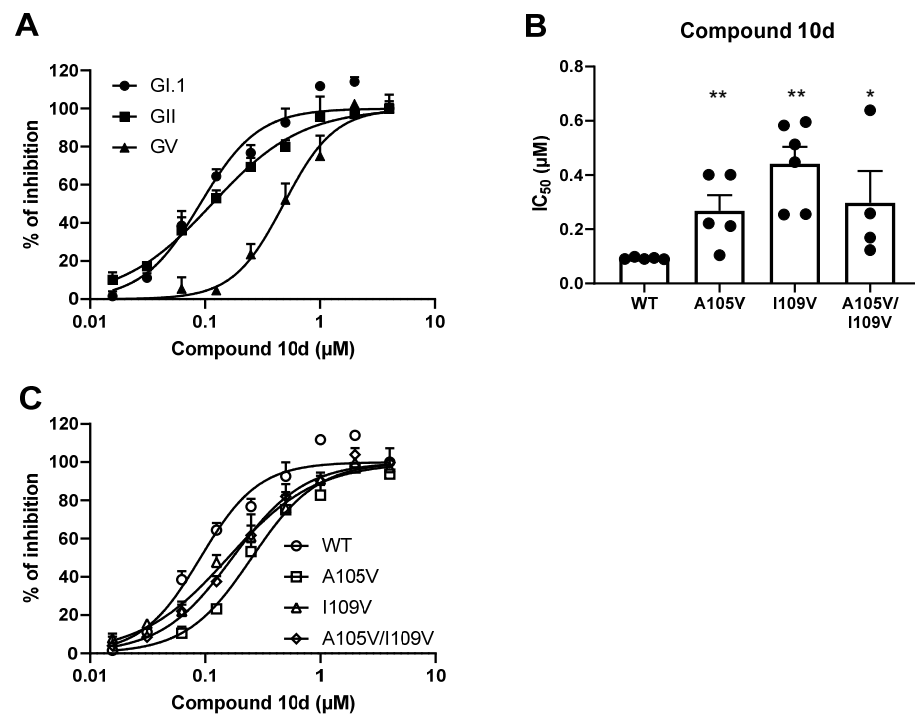 A
120
100
80
60
40
20
0
% of inhibition
GI.1
GII
GV
0.01
0.1
1
10
Compound 10d (µM)
B
Compound 10d
0.8
0.6
0.4
0.2
0.0
IC50 (µM)
**
**
*
WT
A105V
I109V
A105V/
I109V
C
120
100
80
60
40
20
0
% of inhibition
WT
A105V
I109V
A105V/I109V
0.01
0.1
1
10
Compound 10d (µM)